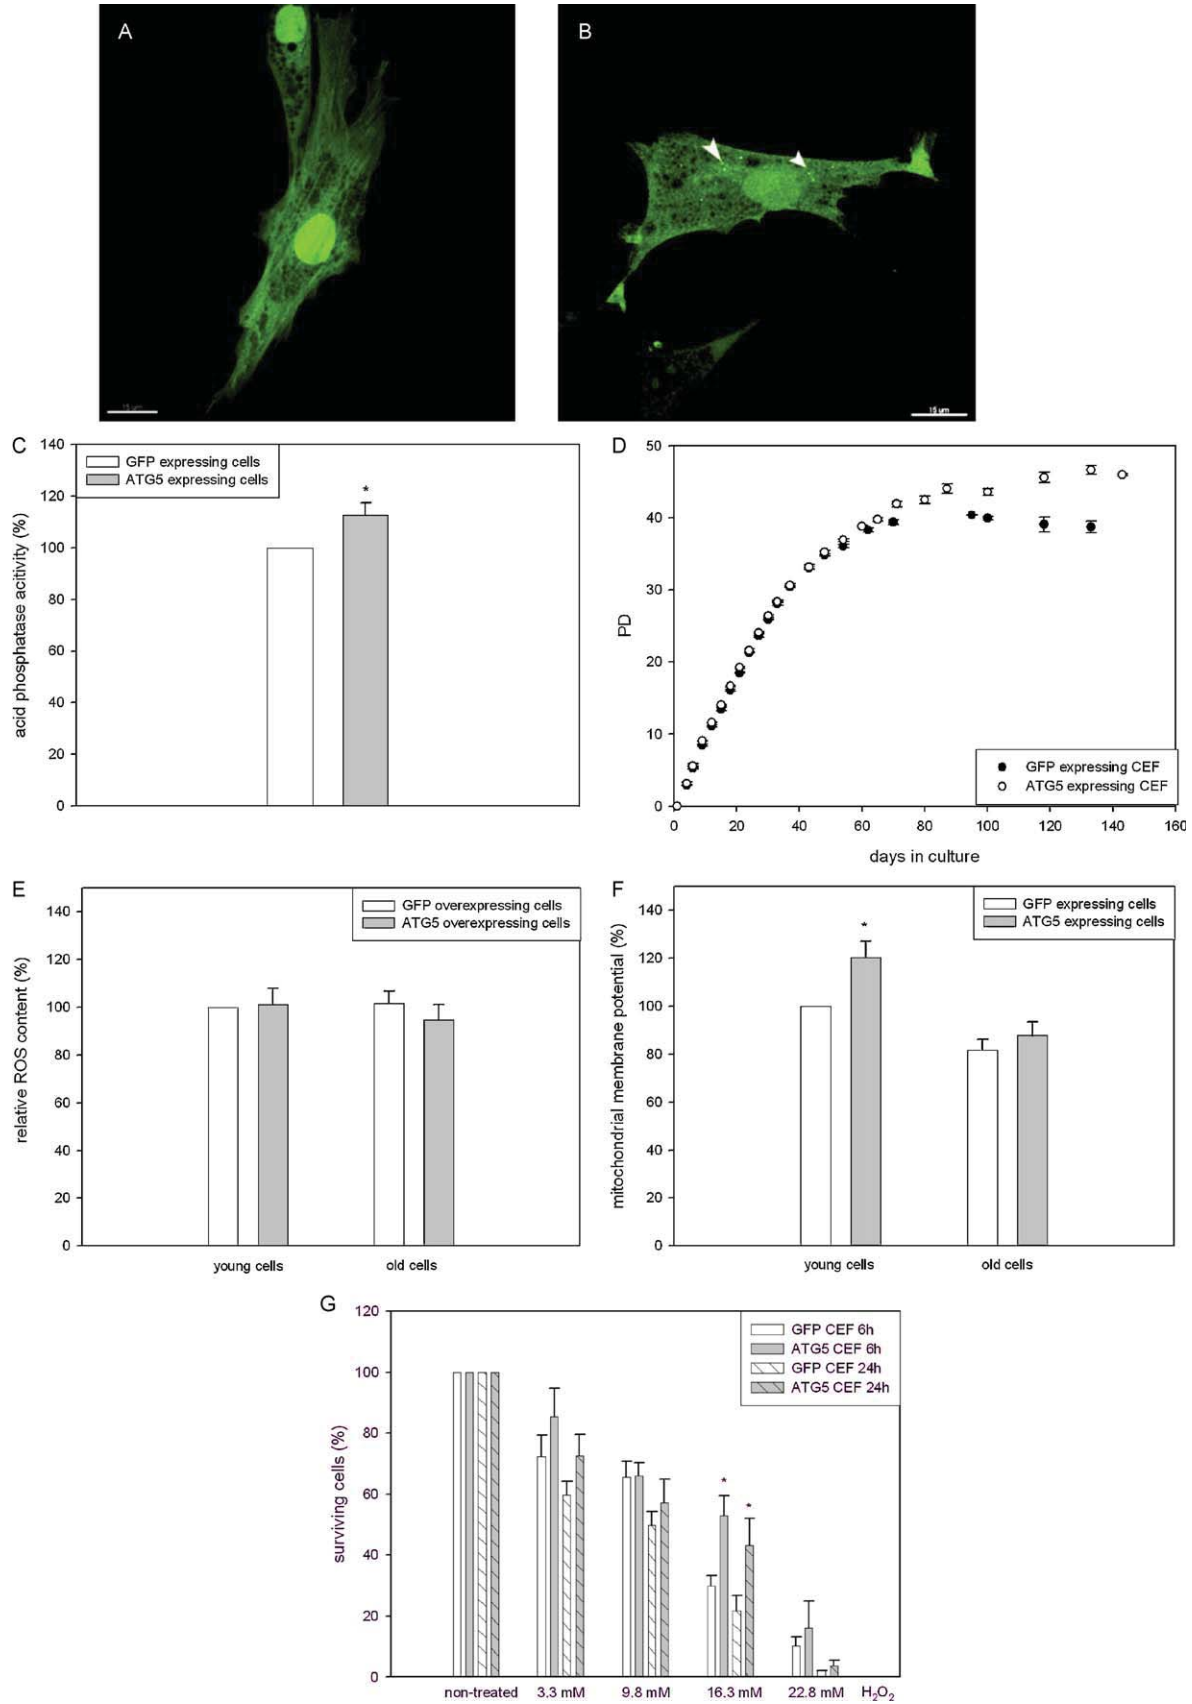 A
B
15 µm
15 µm
C
140
120
100
80
60
40
20
0
acid phosphatase acitivity (%)
GFP expressing cells
ATG5 expressing cells
*
D
50
40
30
20
10
0
PD
GFP expressing CEF
ATG5 expressing CEF
0 20 40 60 80 100 120 140 160
days in culture
E
140
120
100
80
60
40
20
0
relative ROS content (%)
GFP overexpressing cells
ATG5 overexpressing cells
young cells old cells
F
140
120
100
80
60
40
20
0
mitochondrial membrane potential (%)
GFP expressing cells
ATG5 expressing cells
*
young cells old cells
G
120
100
80
60
40
20
0
surviving cells (%)
GFP CEF 6h
ATG5 CEF 6h
GFP CEF 24h
ATG5 CEF 24h
* *
non-treated 3.3 mM 9.8 mM 16.3 mM 22.8 mM H₂O₂